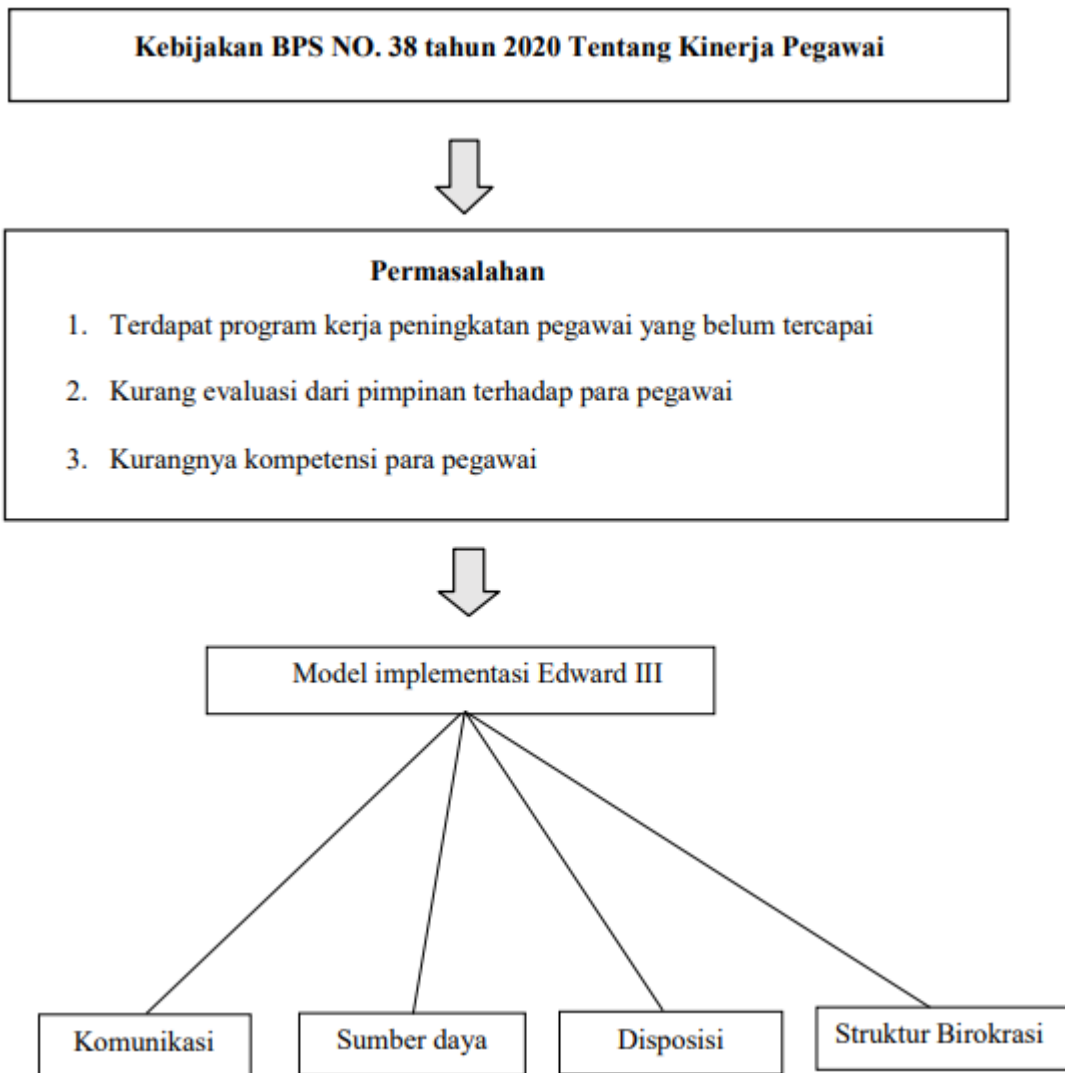 Kebijakan BPS NO. 38 tahun 2020 Tentang Kinerja Pegawai
Permasalahan
1. Terdapat program kerja peningkatan pegawai yang belum tercapai
2. Kurang evaluasi dari pimpinan terhadap para pegawai
3. Kurangnya kompetensi para pegawai
Model implementasi Edward III
Komunikasi
Sumber daya
Disposisi
Struktur Birokrasi